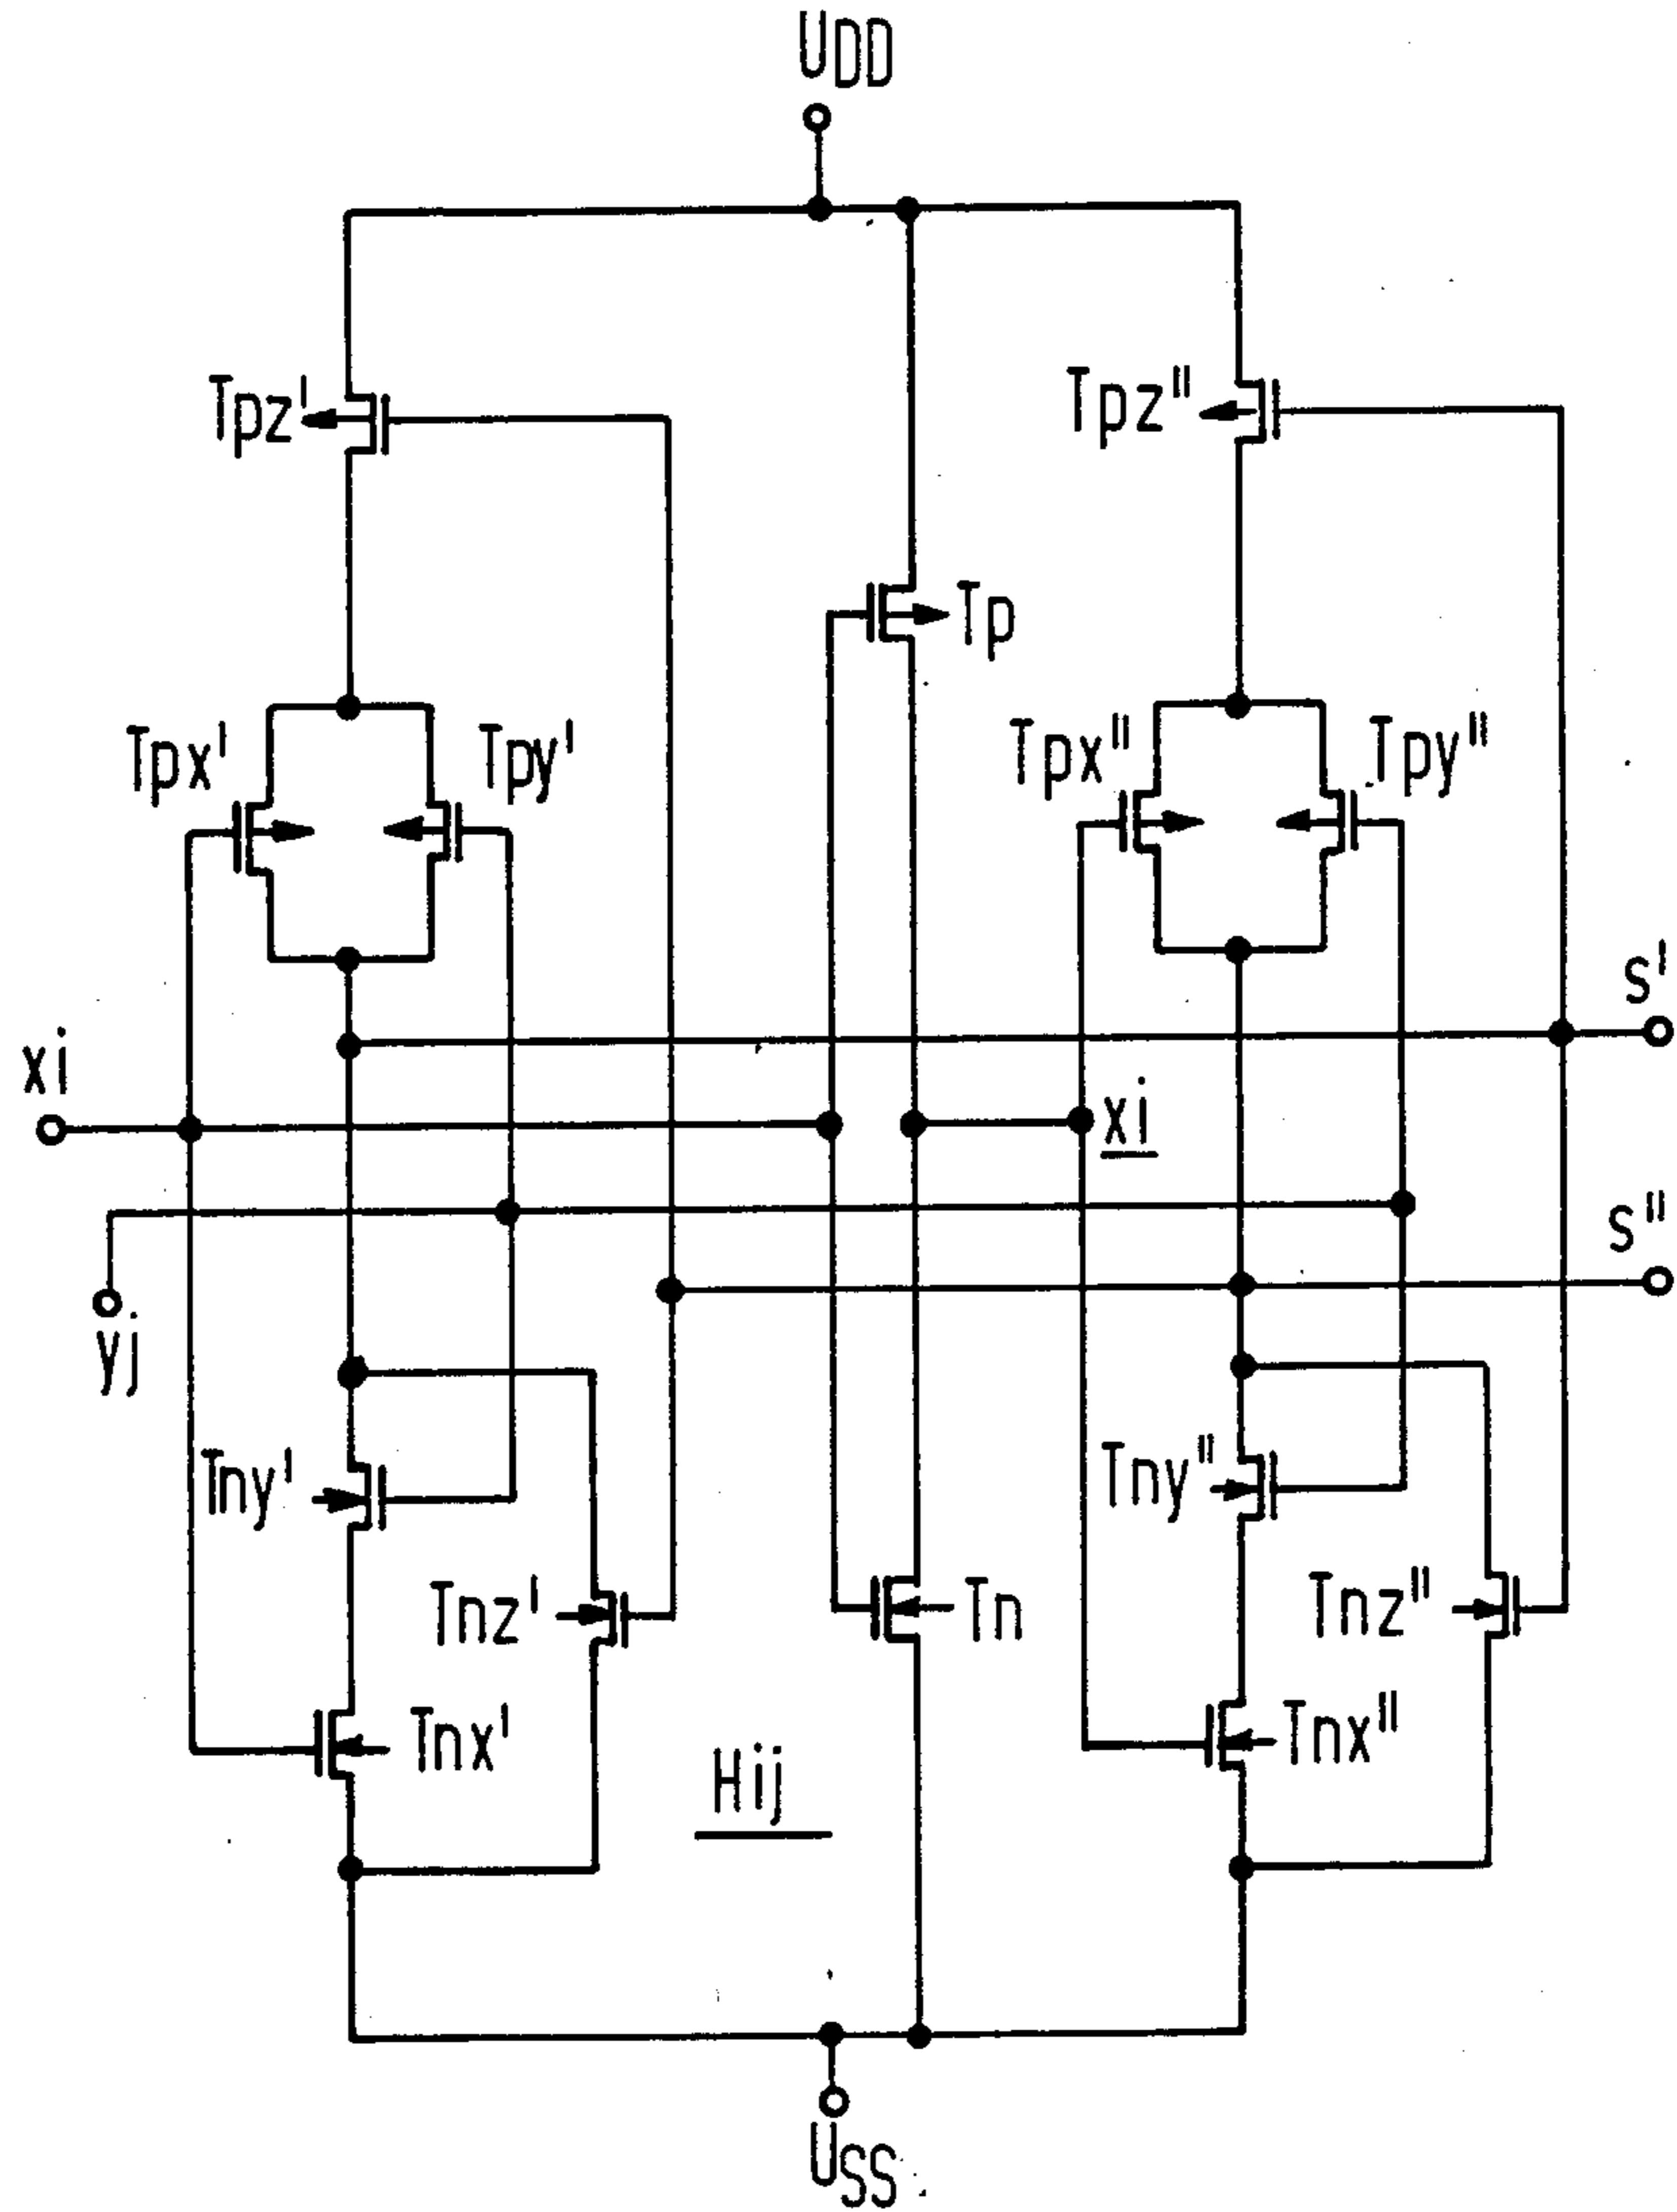 UDD
Tpz' Tpz"
Tp
Tpx' Tpy' Tpx" Tpy"
s'
xi
xi
s"
yj
Tny' Tny"
Tnz' Tn Tnz"
Tnx' Tnx"
Hij
USS